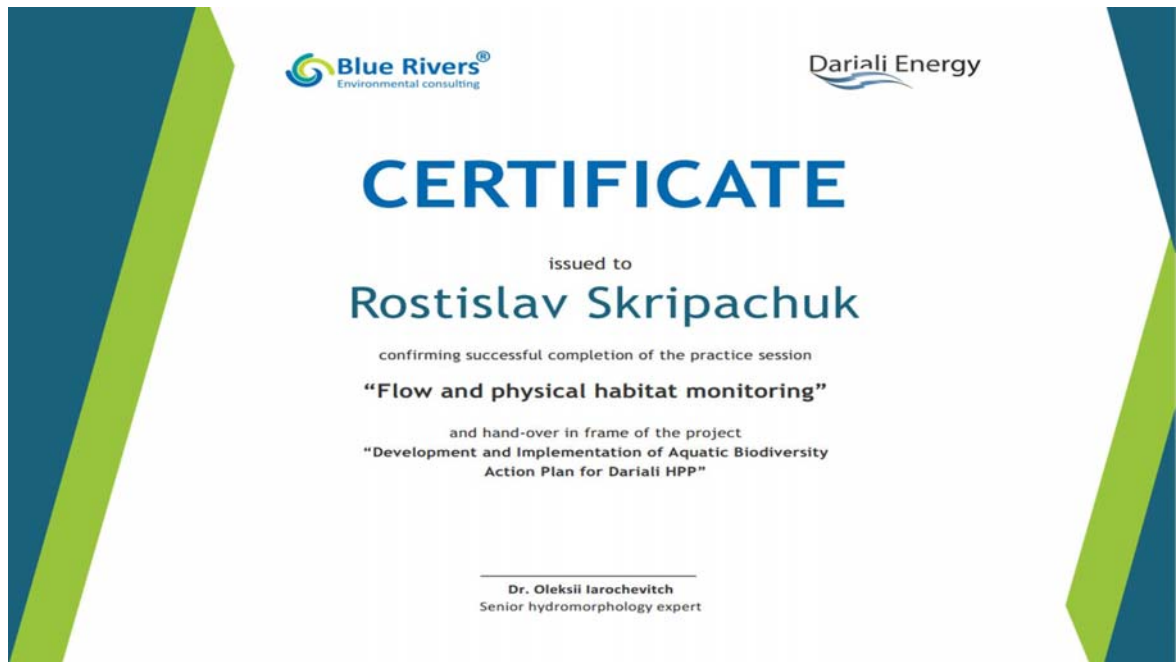 Blue Rivers®
Environmental consulting
Dariali Energy
CERTIFICATE
issued to
Rostislav Skripachuk
confirming successful completion of the practice session
“Flow and physical habitat monitoring”
and hand-over in frame of the project
“Development and Implementation of Aquatic Biodiversity
Action Plan for Dariali HPP”
Dr. Oleksii Iarochevitch
Senior hydromorphology expert